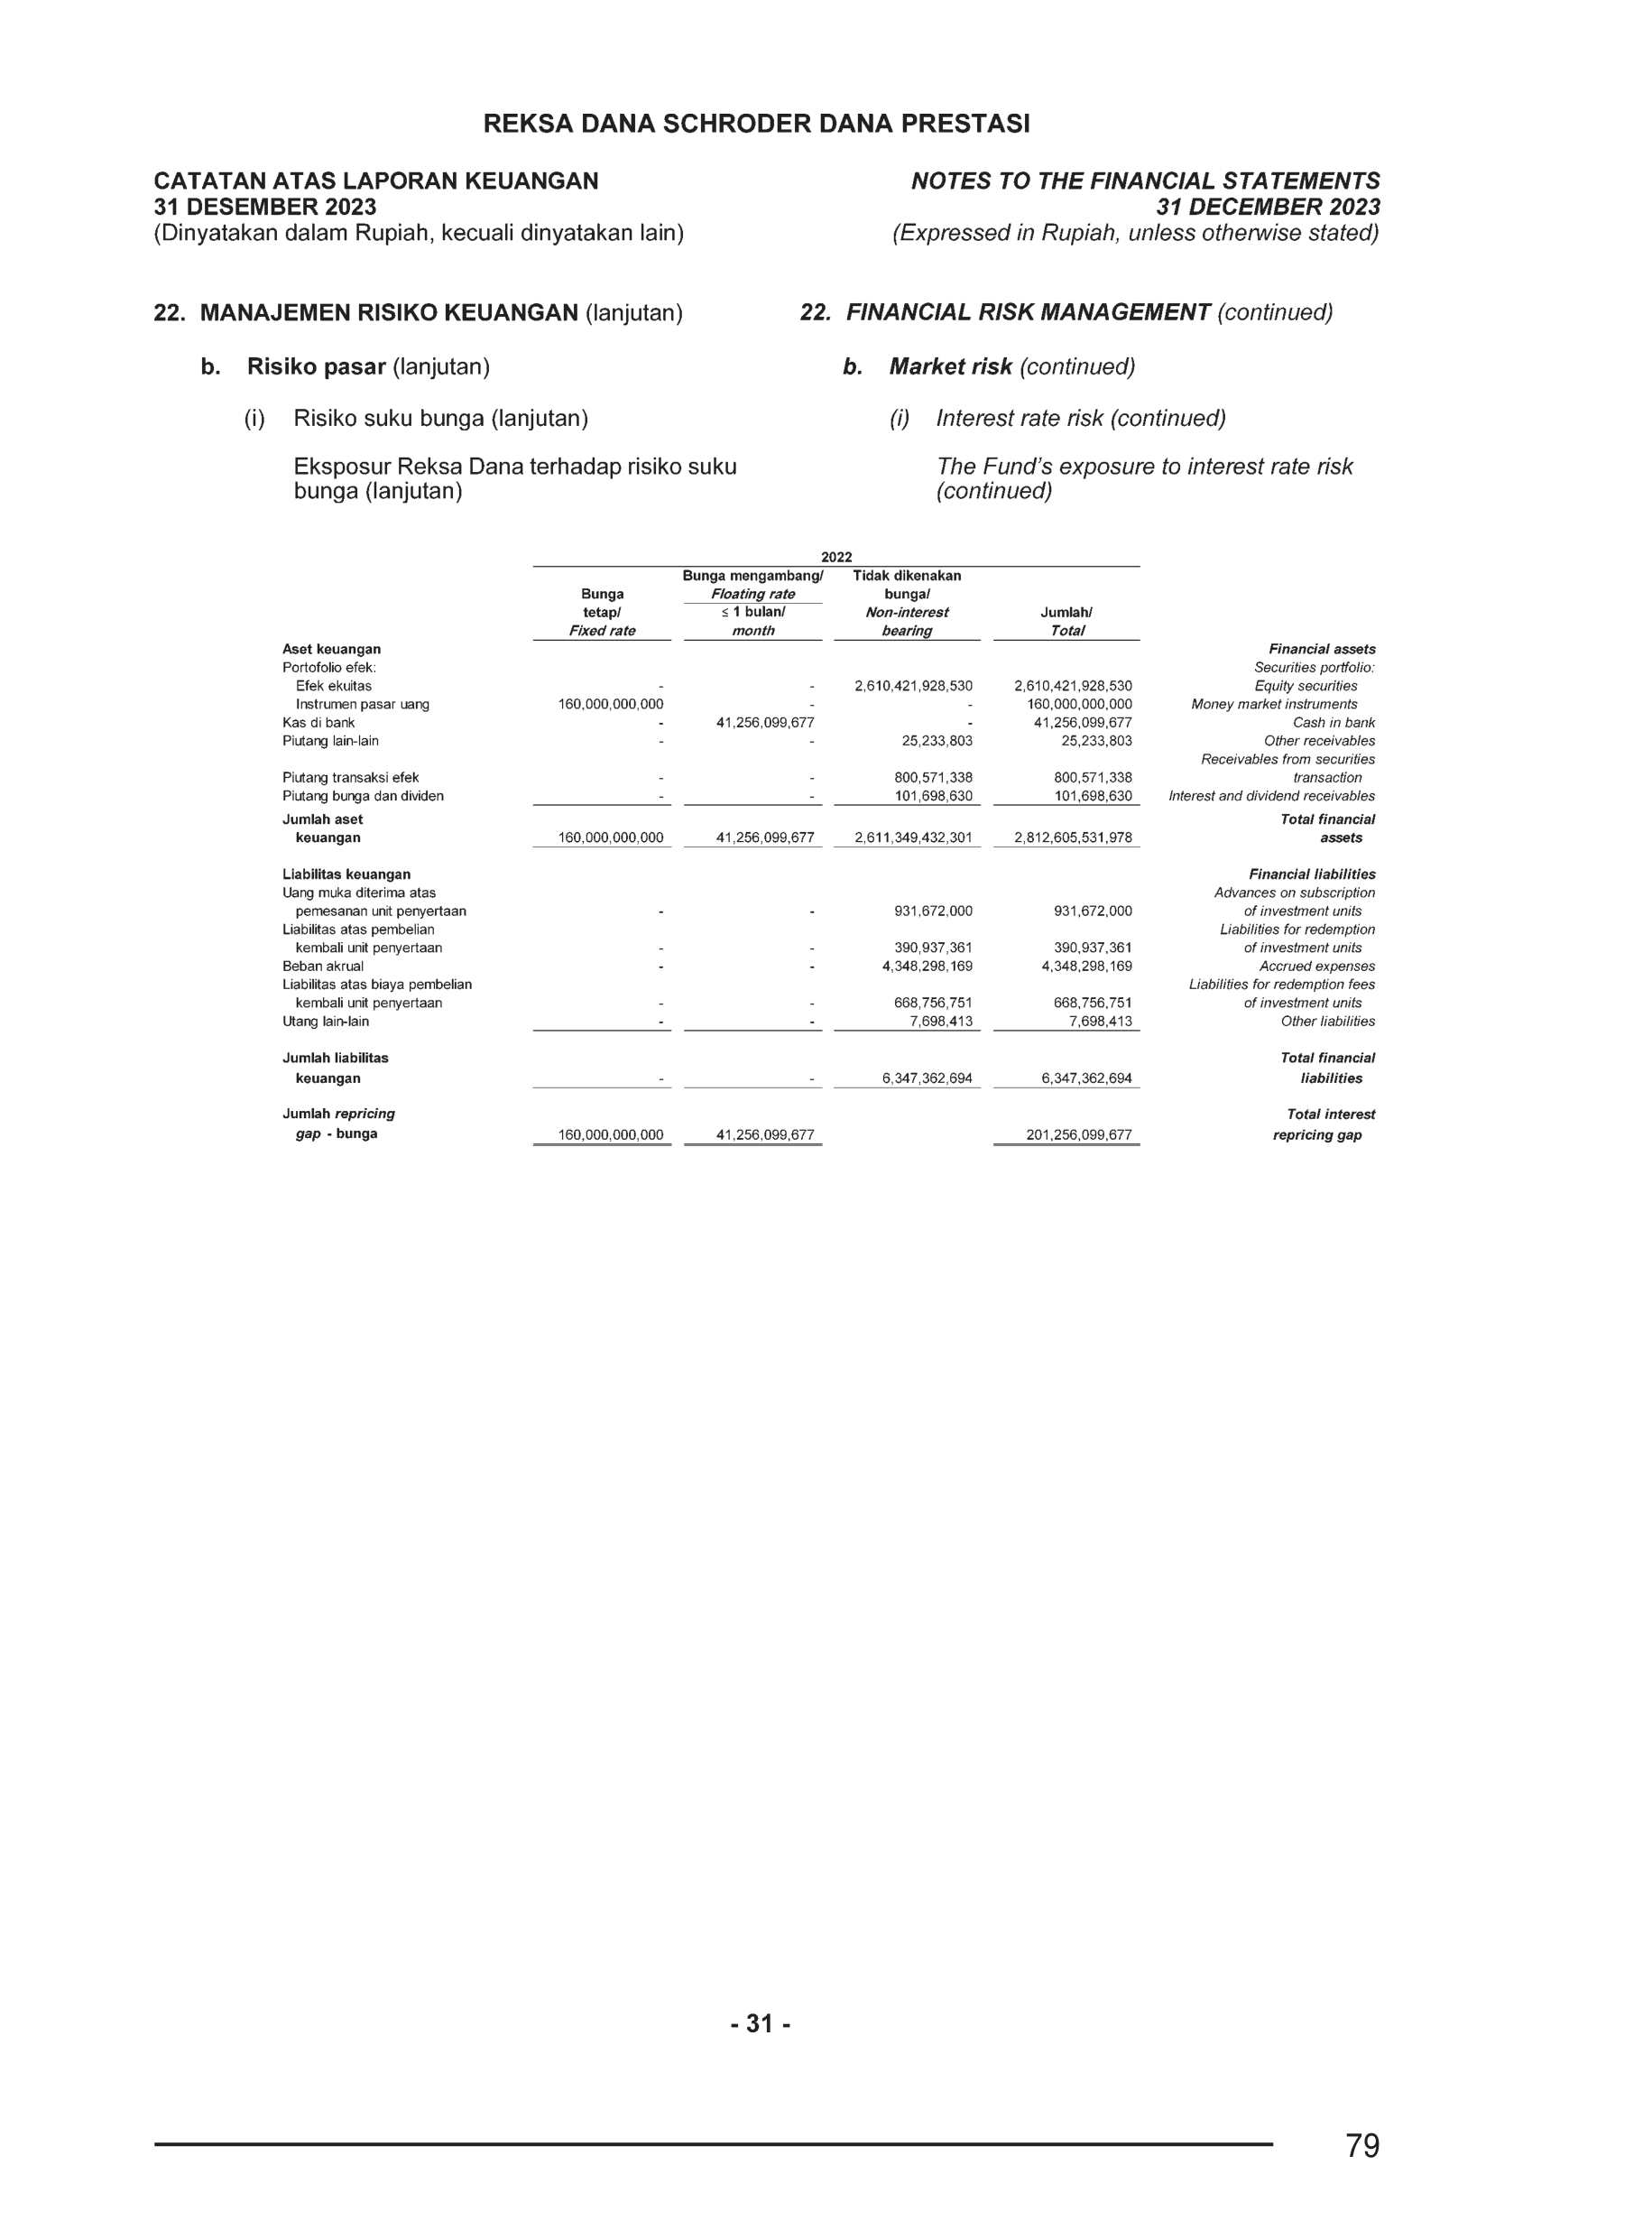 REKSA DANA SCHRODER DANA PRESTASI
CATATAN ATAS LAPORAN KEUANGAN
31 DESEMBER 2023
(Dinyatakan dalam Rupiah, kecuali dinyatakan lain)
NOTES TO THE FINANCIAL STATEMENTS
31 DECEMBER 2023
(Expressed in Rupiah, unless otherwise stated)
22. MANAJEMEN RISIKO KEUANGAN (lanjutan)
22. FINANCIAL RISK MANAGEMENT (continued)
b. Risiko pasar (lanjutan)
b. Market risk (continued)
(i) Risiko suku bunga (lanjutan)
(i) Interest rate risk (continued)
Eksposur Reksa Dana terhadap risiko suku
bunga (lanjutan)
The Fund's exposure to interest rate risk
(continued)
2022
Bunga mengambang/ Tidak dikenakan
Bunga Floating rate bunga/
tetap/ ≤ 1 bulan/ Non-interest Jumlah/
Fixed rate month bearing Total
Aset keuangan Financial assets
Portofolio efek: Securities portfolio:
Efek ekuitas - - 2,610,421,928,530 2,610,421,928,530 Equity securities
Instrumen pasar uang 160,000,000,000 - - 160,000,000,000 Money market instruments
Kas di bank - 41,256,099,677 - 41,256,099,677 Cash in bank
Piutang lain-lain - - 25,233,803 25,233,803 Other receivables
Receivables from securities
Piutang transaksi efek - - 800,571,338 800,571,338 transaction
Piutang bunga dan dividen - - 101,698,630 101,698,630 Interest and dividend receivables
Jumlah aset Total financial
keuangan 160,000,000,000 41,256,099,677 2,611,349,432,301 2,812,605,531,978 assets
Liabilitas keuangan Financial liabilities
Uang muka diterima atas Advances on subscription
pemesanan unit penyertaan - - 931,672,000 931,672,000 of investment units
Liabilitas atas pembelian Liabilities for redemption
kembali unit penyertaan - - 390,937,361 390,937,361 of investment units
Beban akrual - - 4,348,298,169 4,348,298,169 Accrued expenses
Liabilitas atas biaya pembelian Liabilities for redemption fees
kembali unit penyertaan - - 668,756,751 668,756,751 of investment units
Utang lain-lain - - 7,698,413 7,698,413 Other liabilities
Jumlah liabilitas Total financial
keuangan - - 6,347,362,694 6,347,362,694 liabilities
Jumlah repricing Total interest
gap - bunga 160,000,000,000 41,256,099,677 201,256,099,677 repricing gap
- 31 -
79